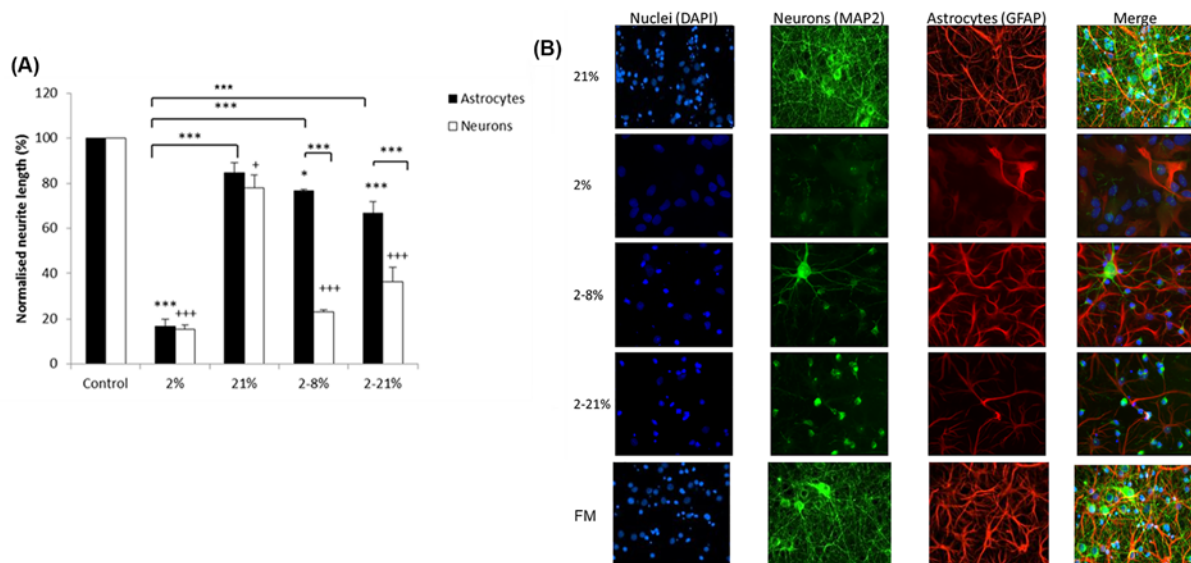 (A)
Normalised neurite length (%)
120
100
80
60
40
20
0
***
***
***
***
***
+
*
***
***
+++
+++
+++
Astrocytes
Neurons
Control 2% 21% 2-8% 2-21%
(B)
Nuclei (DAPI) Neurons (MAP2) Astrocytes (GFAP) Merge
21%
2%
2-8%
2-21%
FM